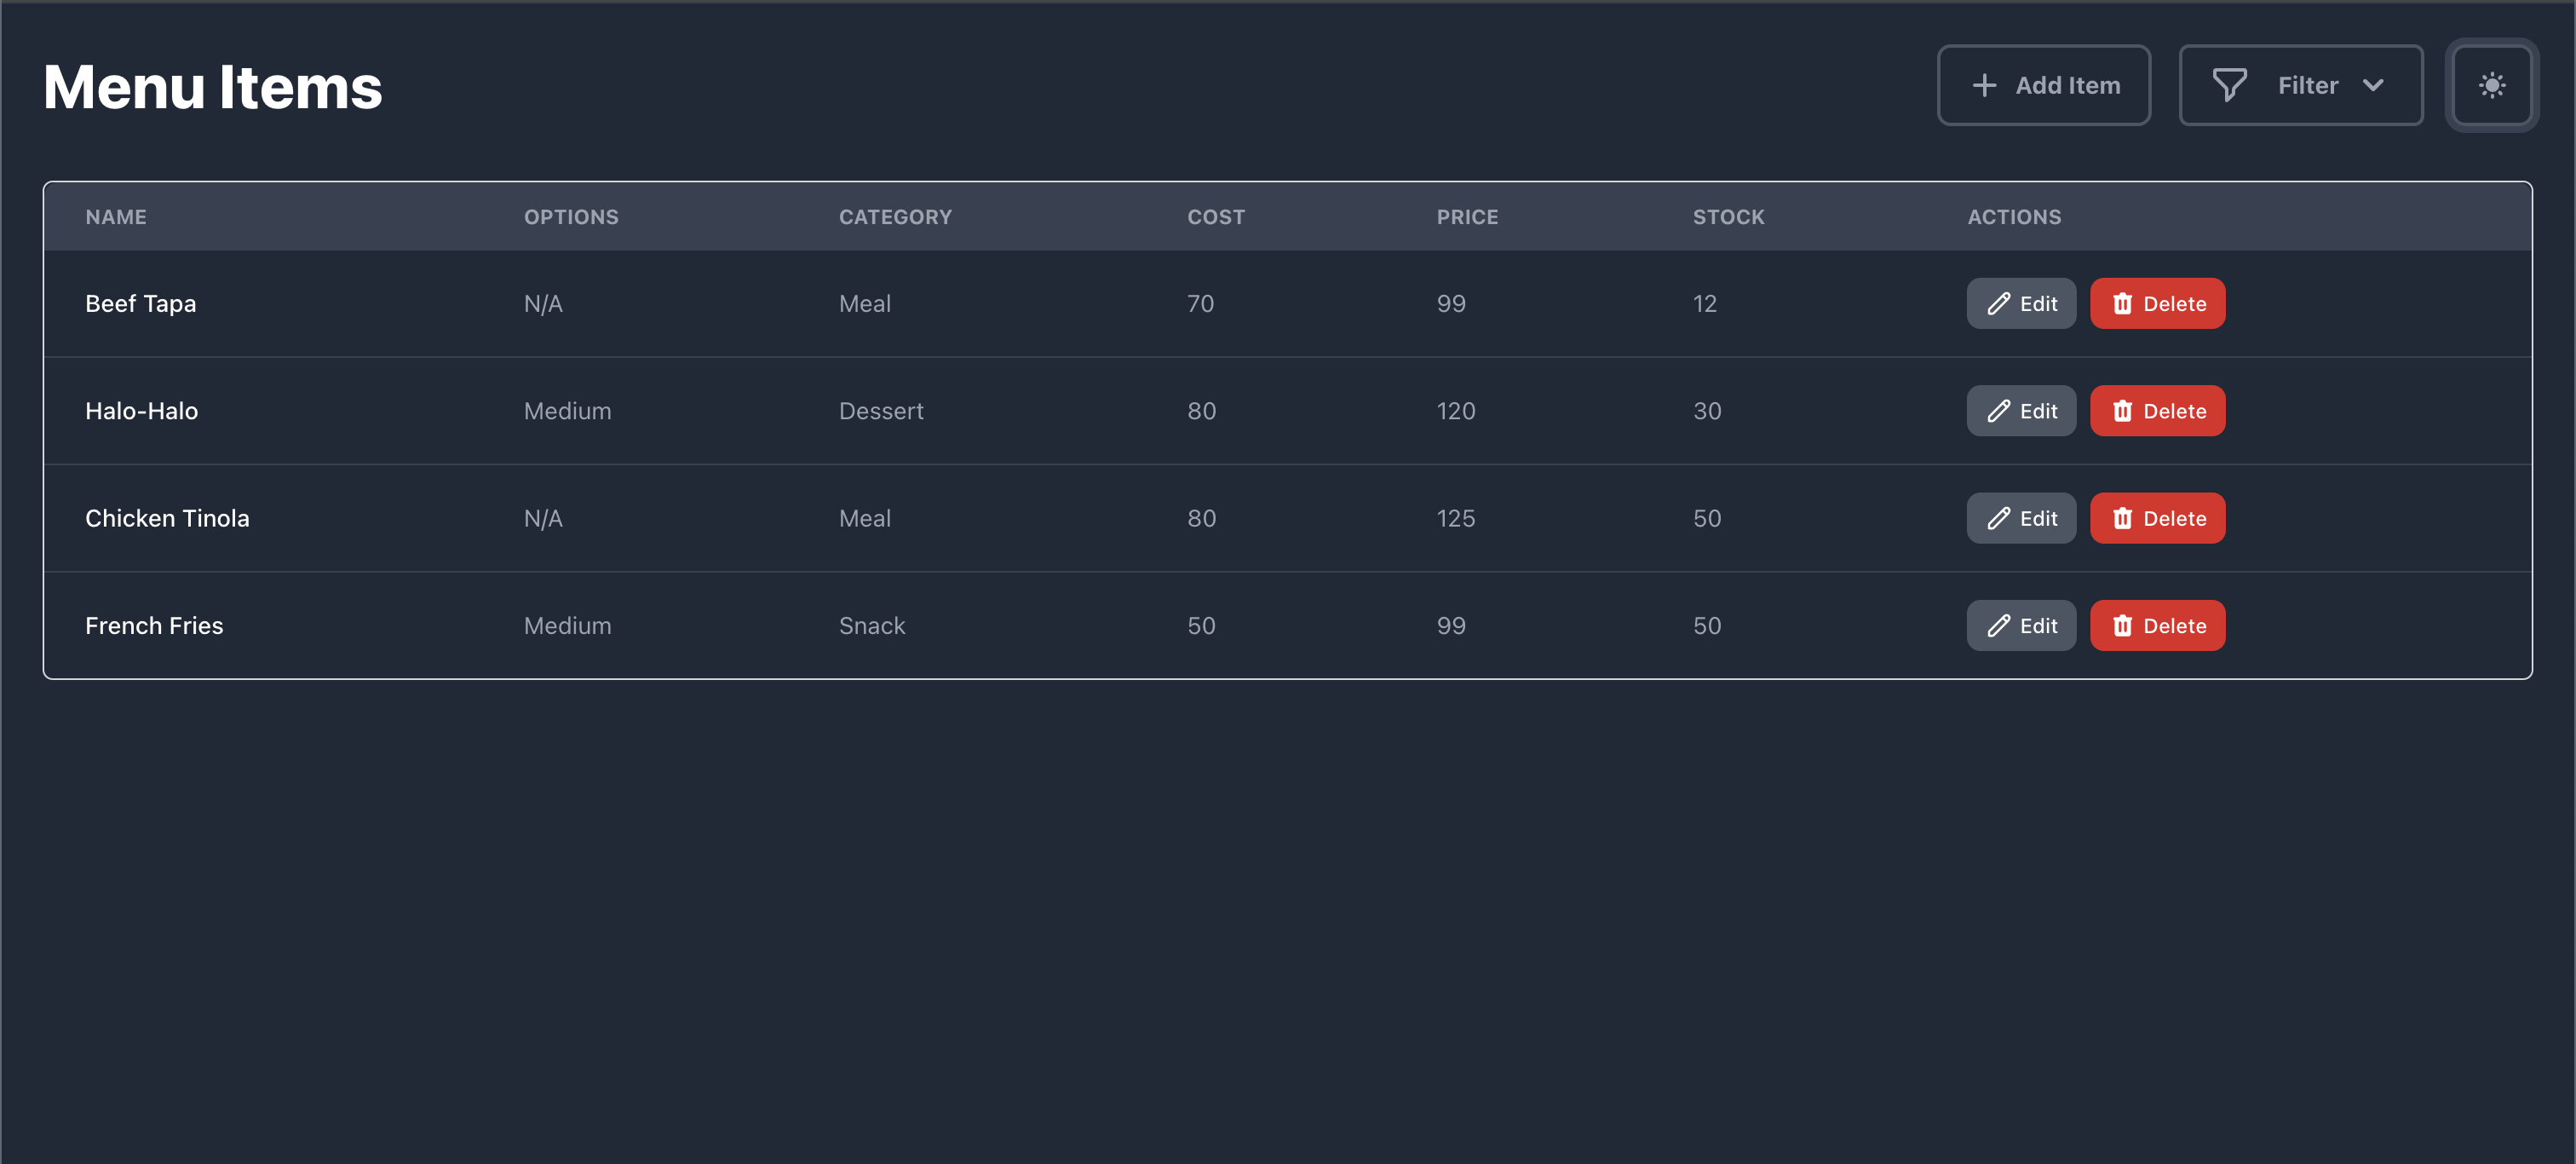 Menu Items
Add Item Filter
NAME OPTIONS CATEGORY COST PRICE STOCK ACTIONS
Beef Tapa N/A Meal 70 99 12 Edit Delete
Halo-Halo Medium Dessert 80 120 30 Edit Delete
Chicken Tinola N/A Meal 80 125 50 Edit Delete
French Fries Medium Snack 50 99 50 Edit Delete